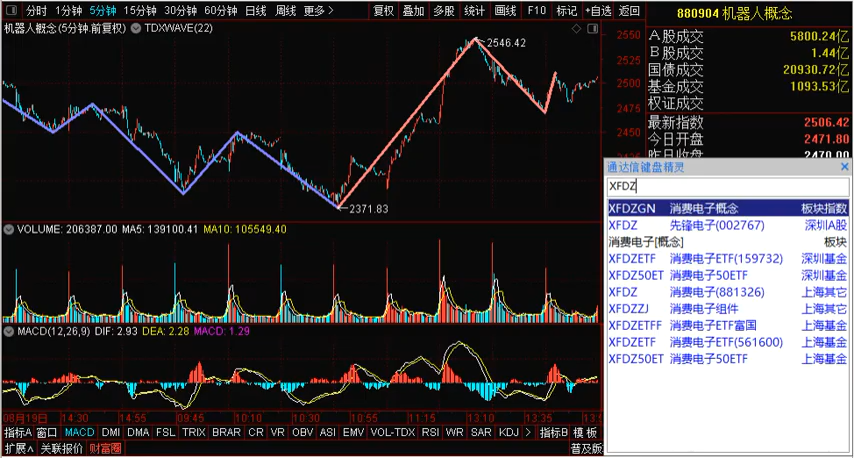 分时 1分钟 5分钟 15分钟 30分钟 60分钟 日线 周线 更多> 复权 叠加 多股 统计 画线 F10 标记 +自选 返回
880904 机器人概念
机器人概念(5分钟 前复权) TDXWAVE(22)
2546.42
2371.83
2550
2525
2500
2475
2450
A股成交 5800.24亿
B股成交 1.44亿
国债成交 20930.72亿
基金成交 1093.53亿
权证成交
最新指数 2506.42
今日开盘 2471.80
昨日收盘 2470.00
通达信键盘精灵 ×
XFDZ
XFDZGN 消费电子概念 板块指数
XFDZ 先锋电子(002767) 深圳A股
消费电子[概念] 板块
XFDZETF 消费电子ETF(159732) 深圳基金
XFDZ50ET 消费电子50ETF 深圳基金
XFDZ 消费电子(881326) 上海其它
XFDZZJ 消费电子组件 上海其它
XFDZETFF 消费电子ETF富国 上海基金
XFDZETF 消费电子ETF(561600) 上海基金
XFDZ50ET 消费电子50ETF 上海基金
VOLUME: 206387.00 MA5: 139100.41 MA10: 105549.40
MACD(12,26,9) DIF: 2.93 DEA: 2.28 MACD: 1.29
08月19日 14:30 14:55 09:45 10:10 10:30 10:55 11:15 13:10 13:35
指标A 窗口 MACD DMI DMA FSL TRIX BRAR CR VR OBV ASI EMV VOL-TDX RSI WR SAR KDJ > 指标B 模板
扩展∧ 关联报价 财富圈 普及版